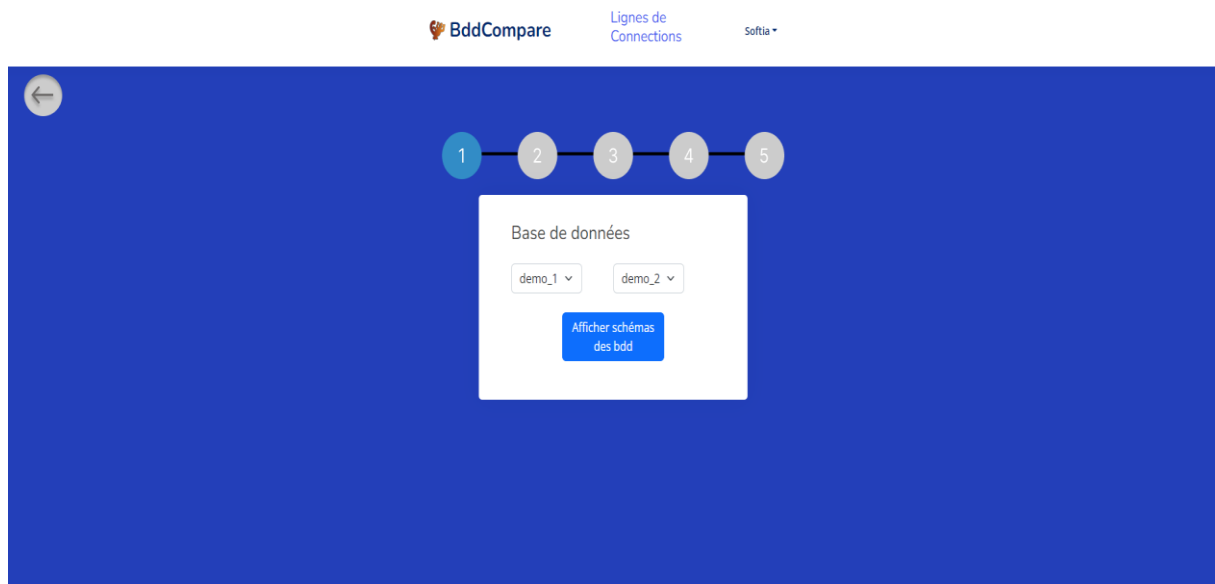 BddCompare
Lignes de
Connections
Softia
1 2 3 4 5
Base de données
demo_1 demo_2
Afficher schémas
des bdd